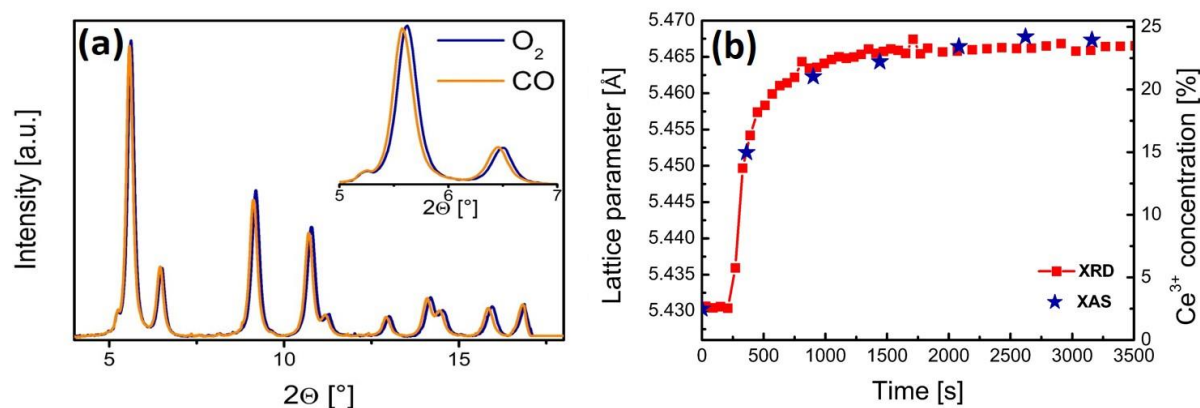 (a)
O₂
CO
Intensity [a.u.]
5 6 7
2Θ [°]
5 10 15
2Θ [°]
(b)
Lattice parameter [Å]
5.470
5.465
5.460
5.455
5.450
5.445
5.440
5.435
5.430
25
20
15
10
5
0
Ce³⁺ concentration [%]
XRD
XAS
0 500 1000 1500 2000 2500 3000 3500
Time [s]